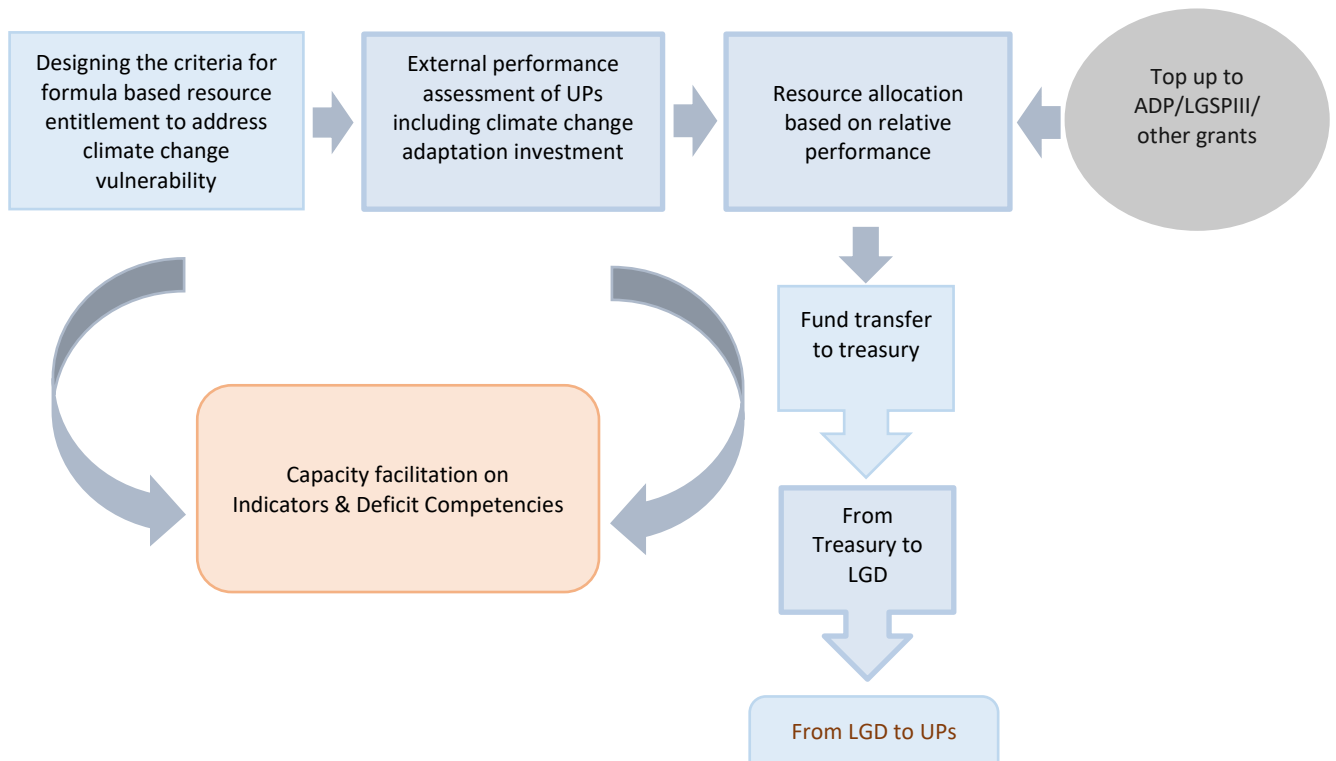 Designing the criteria for
formula based resource
entitlement to address
climate change
vulnerability
External performance
assessment of UPs
including climate change
adaptation investment
Resource allocation
based on relative
performance
Top up to
ADP/LGSPIII/
other grants
Fund transfer
to treasury
Capacity facilitation on
Indicators & Deficit Competencies
From
Treasury to
LGD
From LGD to UPs